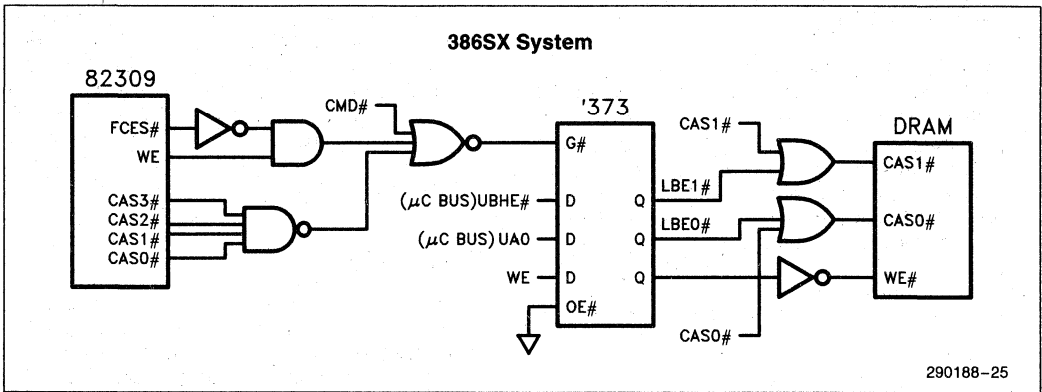 386SX System
82309
FCES#
WE
CAS3#
CAS2#
CAS1#
CAS0#
CMD#
'373
G#
(μC BUS)UBHE#
D
Q
LBE1#
(μC BUS)UA0
D
Q
LBE0#
WE
D
Q
OE#
CAS1#
CAS0#
DRAM
CAS1#
CAS0#
WE#
290188-25